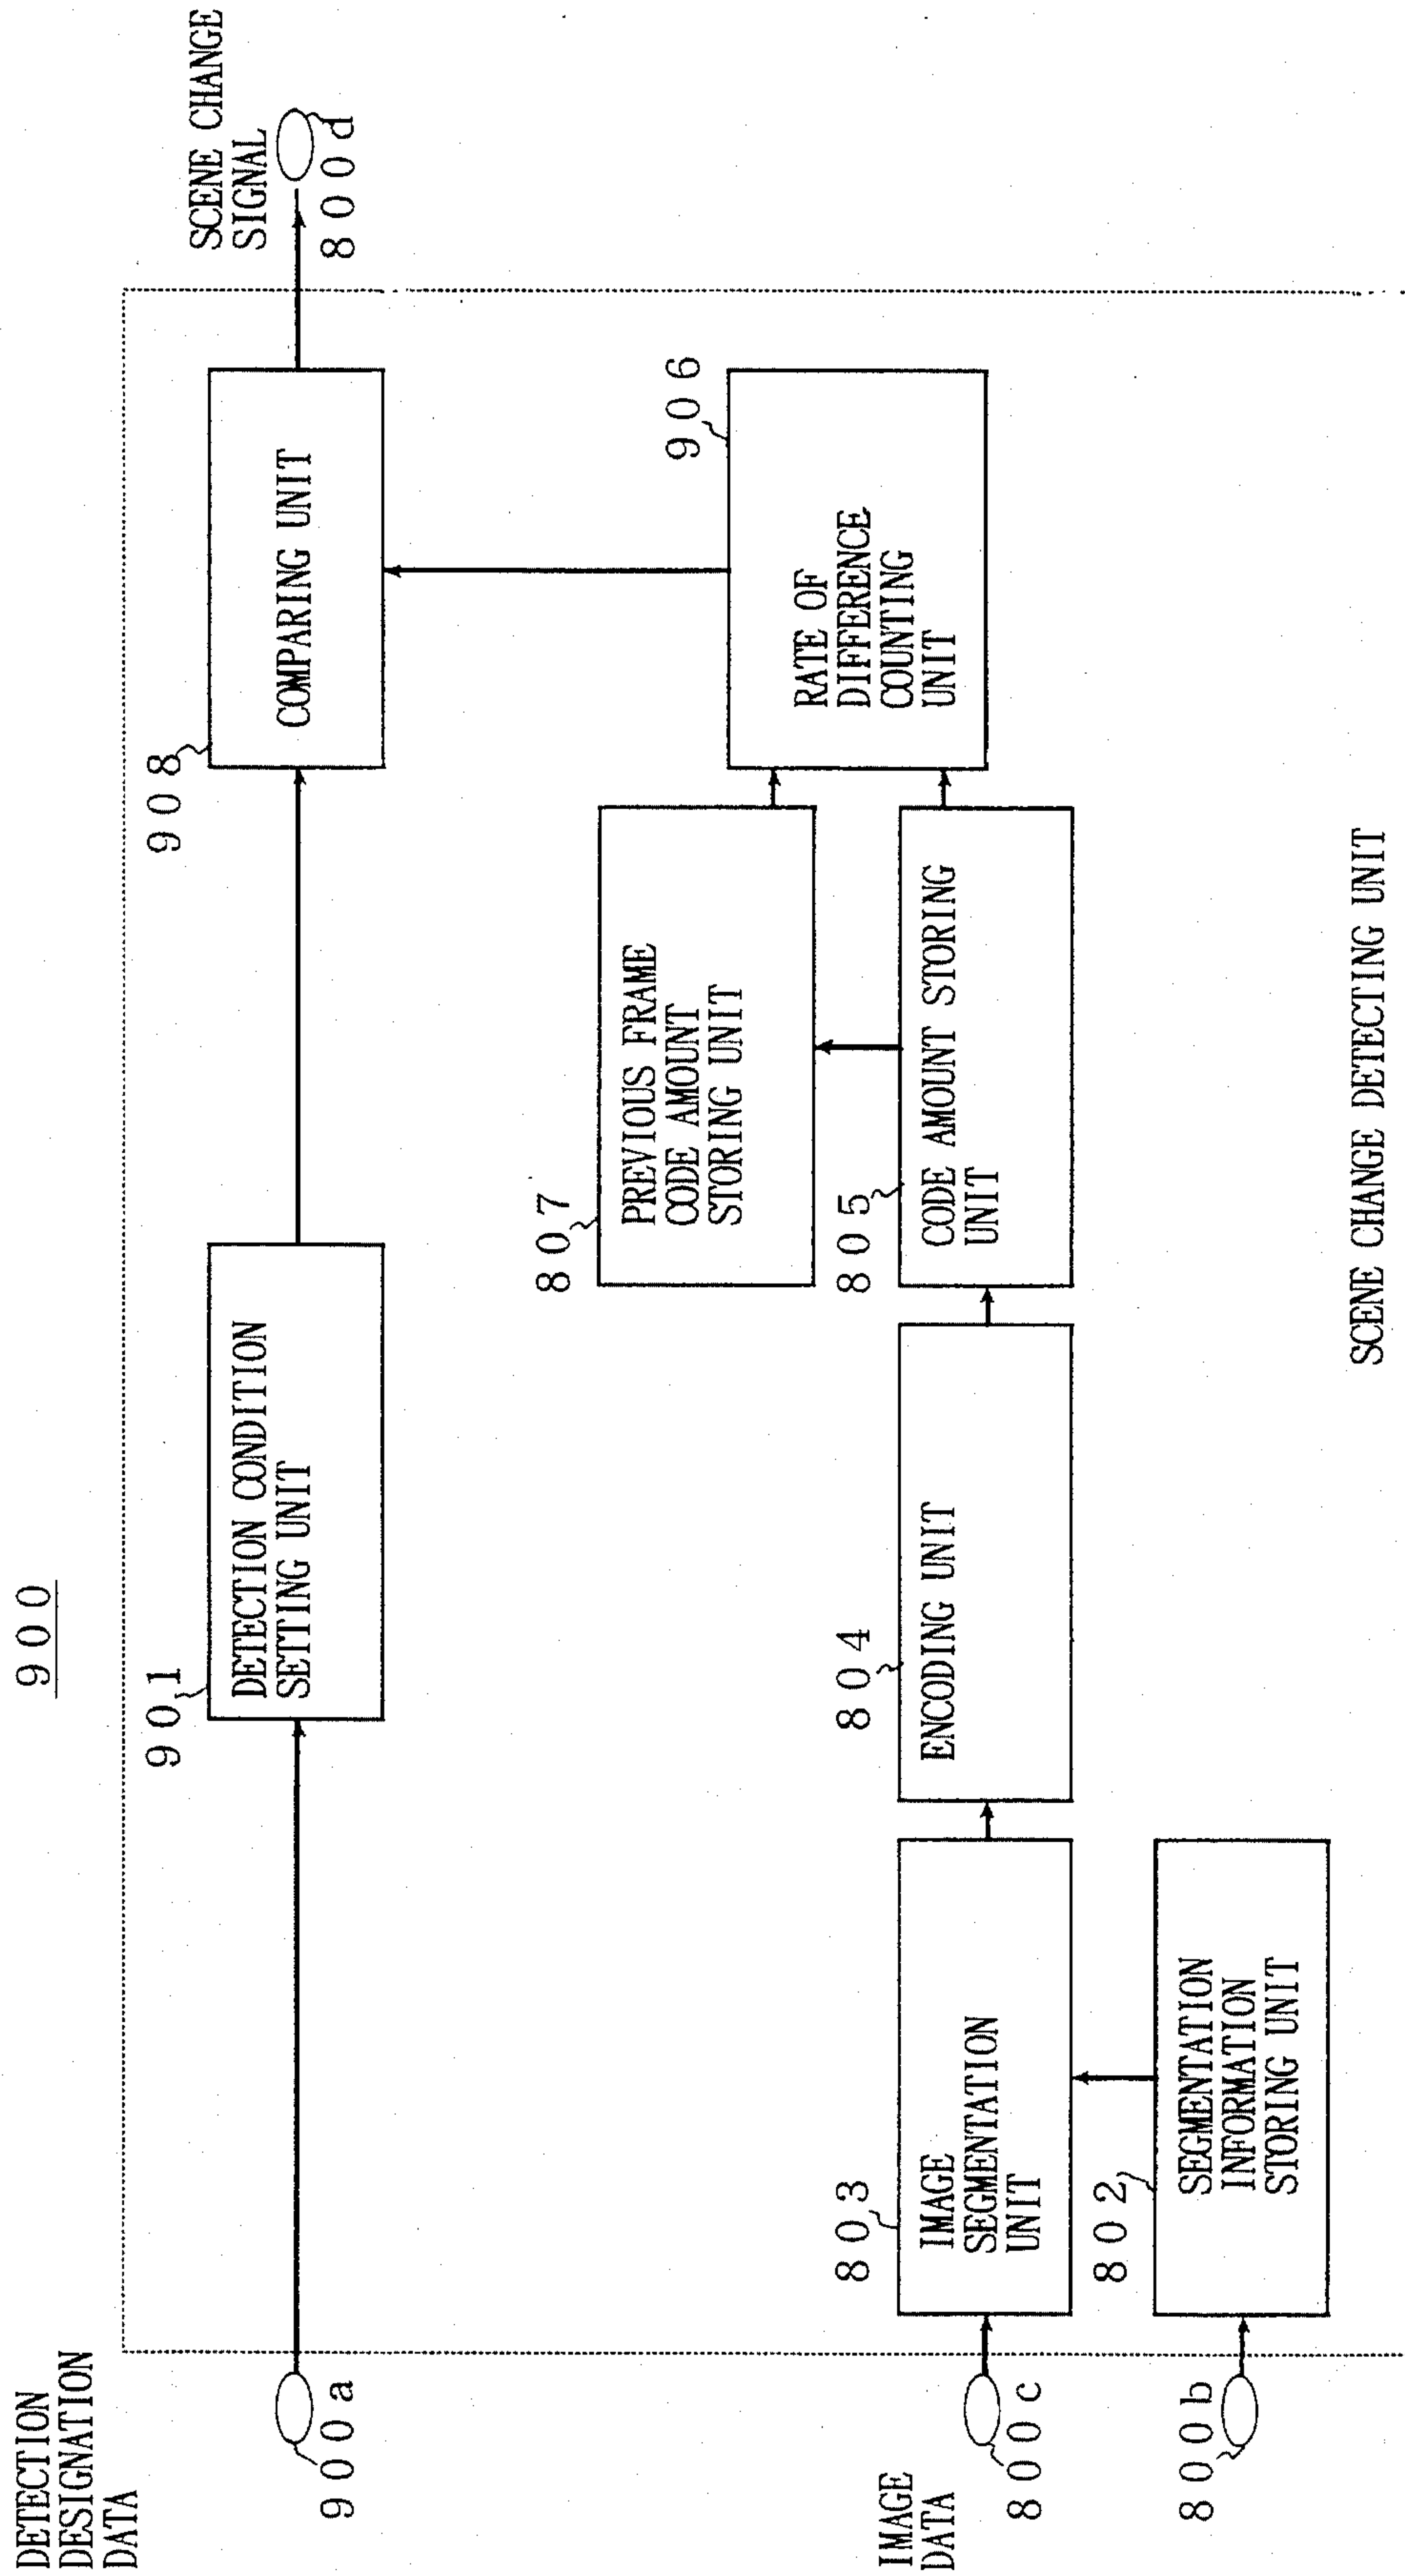 900
DETECTION
DESIGNATION
DATA
900a
901
DETECTION CONDITION
SETTING UNIT
908
COMPARING UNIT
SCENE CHANGE
SIGNAL
800d
807
PREVIOUS FRAME
CODE AMOUNT
STORING UNIT
906
RATE OF
DIFFERENCE
COUNTING
UNIT
IMAGE
DATA
800c
803
IMAGE
SEGMENTATION
UNIT
804
ENCODING UNIT
805
CODE AMOUNT STORING
UNIT
800b
802
SEGMENTATION
INFORMATION
STORING UNIT
SCENE CHANGE DETECTING UNIT